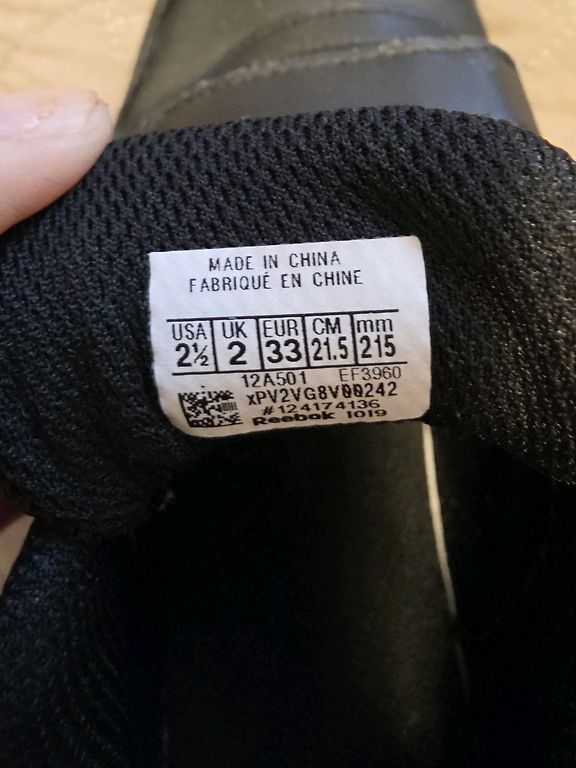 MADE IN CHINA
FABRIQUÉ EN CHINE
USA UK EUR CM mm
2½ 2 33 21.5 215
12A501 EF3960
xPV2VG8V00242
#124174136
Reebok 1019